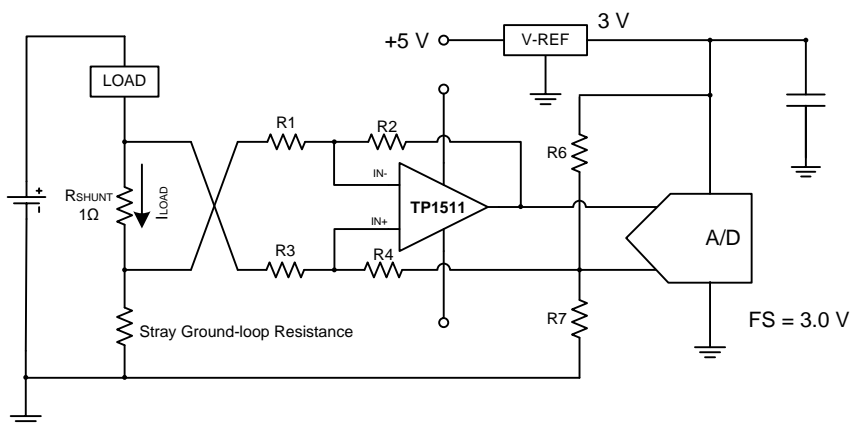 3 V
+5 V
V-REF
LOAD
R1
R2
R6
IN-
RSHUNT
1Ω
ILOAD
TP1511
A/D
IN+
R3
R4
R7
FS = 3.0 V
Stray Ground-loop Resistance
+
-